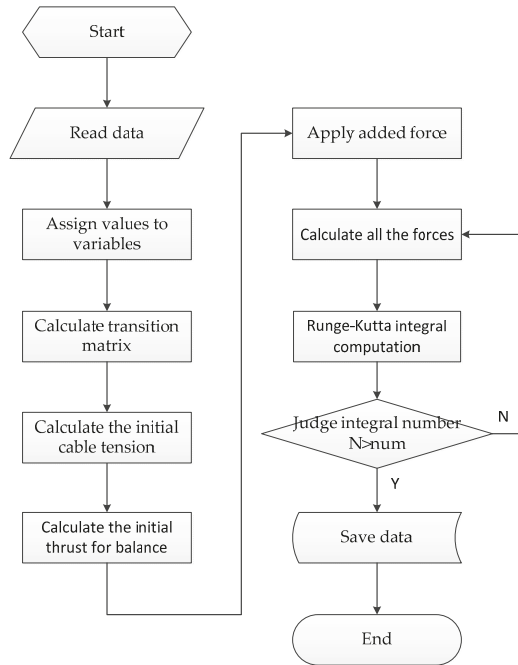 Start
Read data
Assign values to
variables
Calculate transition
matrix
Calculate the initial
cable tension
Calculate the initial
thrust for balance
Apply added force
Calculate all the forces
Runge-Kutta integral
computation
Judge integral number
N>num
N
Y
Save data
End